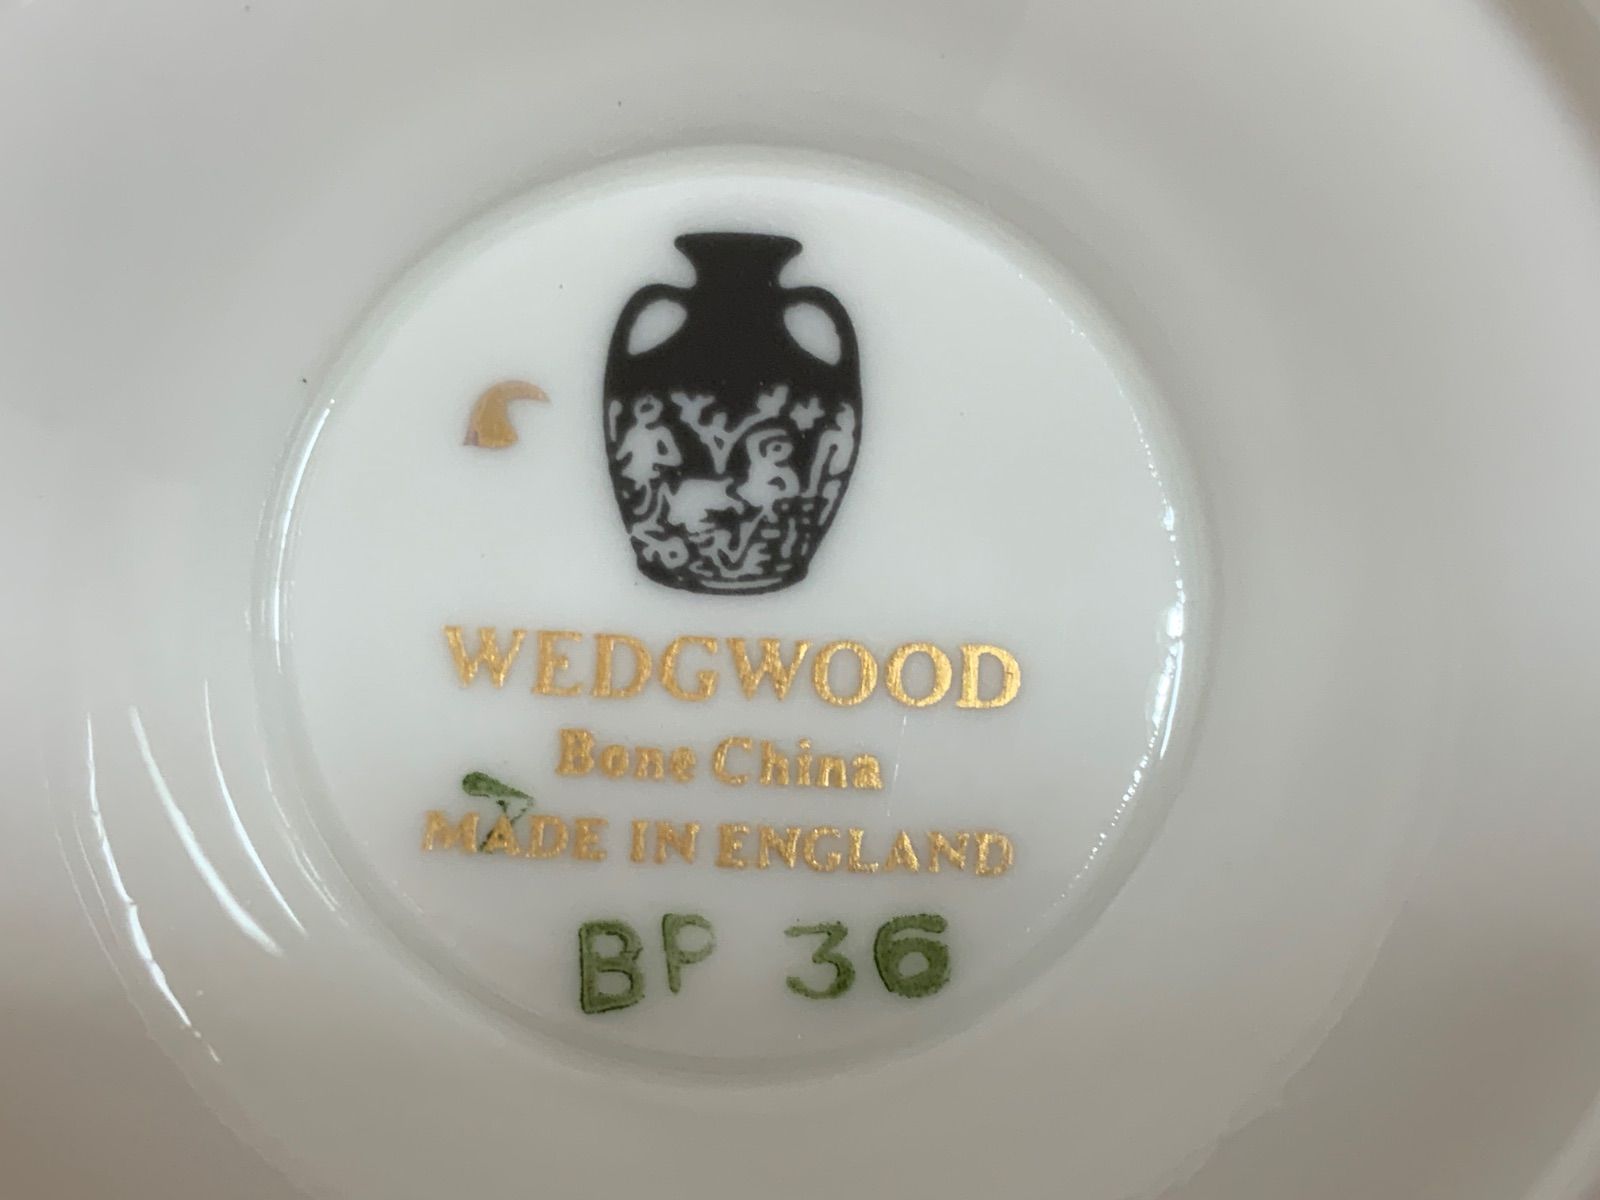 WEDGWOOD
Bone China
MADE IN ENGLAND
BP 36